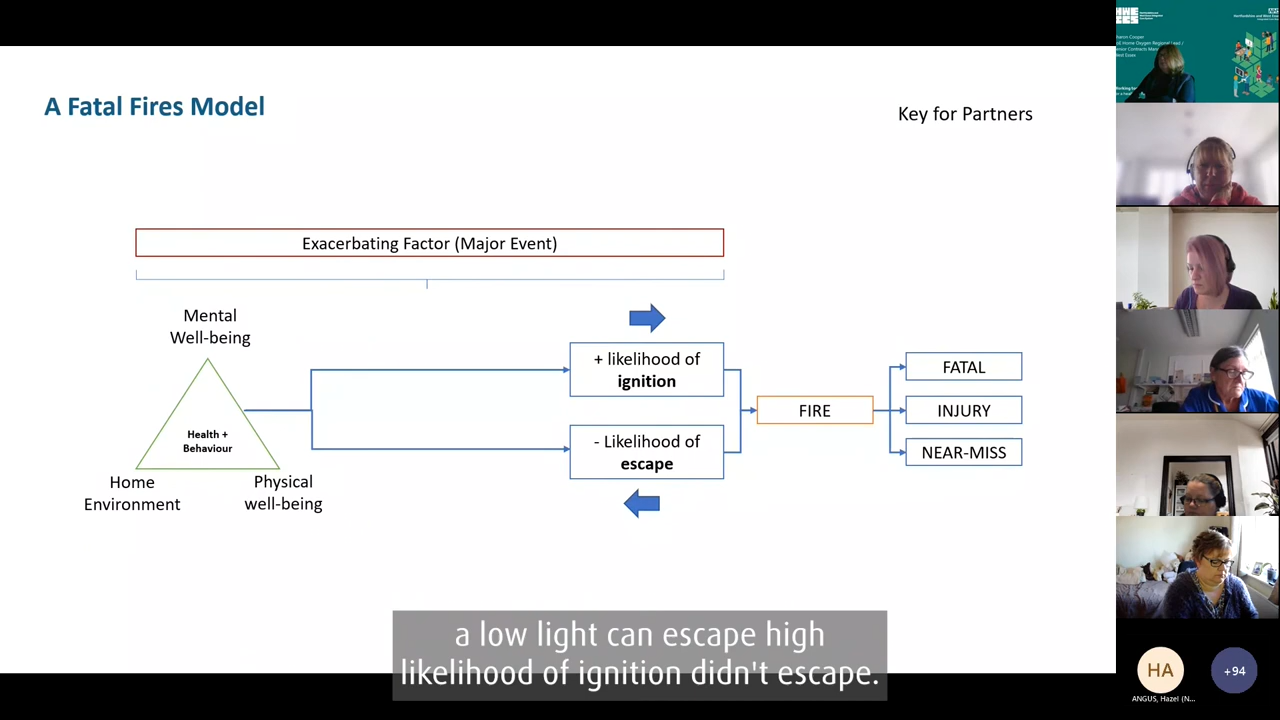 A Fatal Fires Model
Key for Partners
Exacerbating Factor (Major Event)
Mental
Well-being
Health +
Behaviour
Home
Environment
Physical
well-being
+ likelihood of
ignition
- Likelihood of
escape
FIRE
FATAL
INJURY
NEAR-MISS
a low light can escape high
likelihood of ignition didn't escape.
HA
+94
ANGUS, Hazel (N...